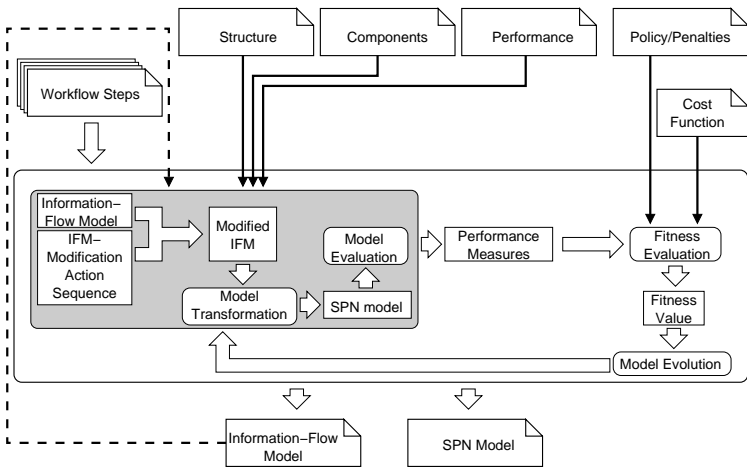 Structure
Components
Performance
Policy/Penalties
Workflow Steps
Cost
Function
Information−
Flow Model
IFM−
Modification
Action
Sequence
Modified
IFM
Model
Evaluation
Performance
Measures
Fitness
Evaluation
Model
Transformation
SPN model
Fitness
Value
Model Evolution
Information−Flow
Model
SPN Model